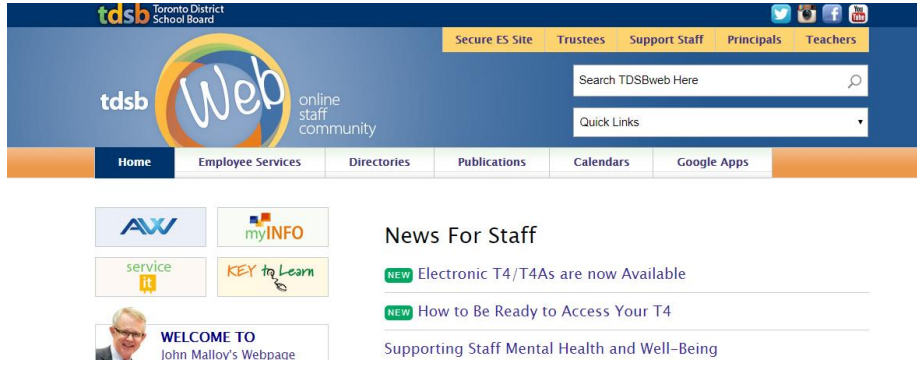 tdsb Toronto District
School Board
You
Tube
Secure ES Site Trustees Support Staff Principals Teachers
Search TDSBweb Here
tdsb Web online
staff
community
Quick Links
Home Employee Services Directories Publications Calendars Google Apps
AW
myINFO
service
it
KEY to Learn
News For Staff
NEW Electronic T4/T4As are now Available
NEW How to Be Ready to Access Your T4
WELCOME TO
John Malloy's Webpage
Supporting Staff Mental Health and Well-Being